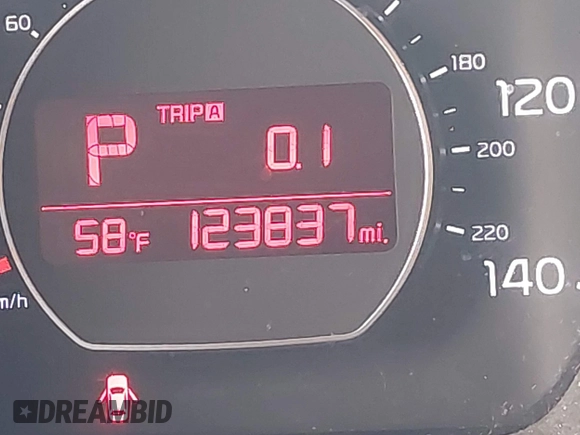 60
180
120
TRIP A
P
0.1
200
58°F 123837 mi.
220
140
m/h
DREAMBID